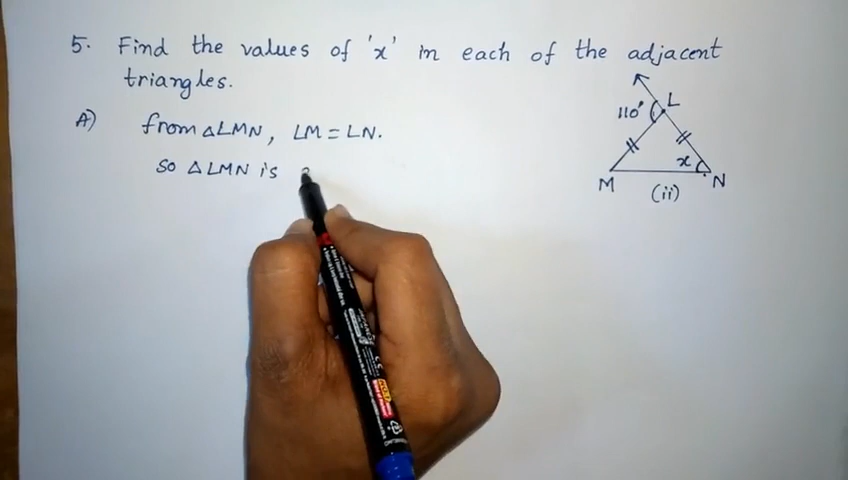 5. Find the values of 'x' in each of the adjacent
triangles.
A) from △LMN, LM = LN.
so △LMN is
110°
L
x
M
N
(ii)